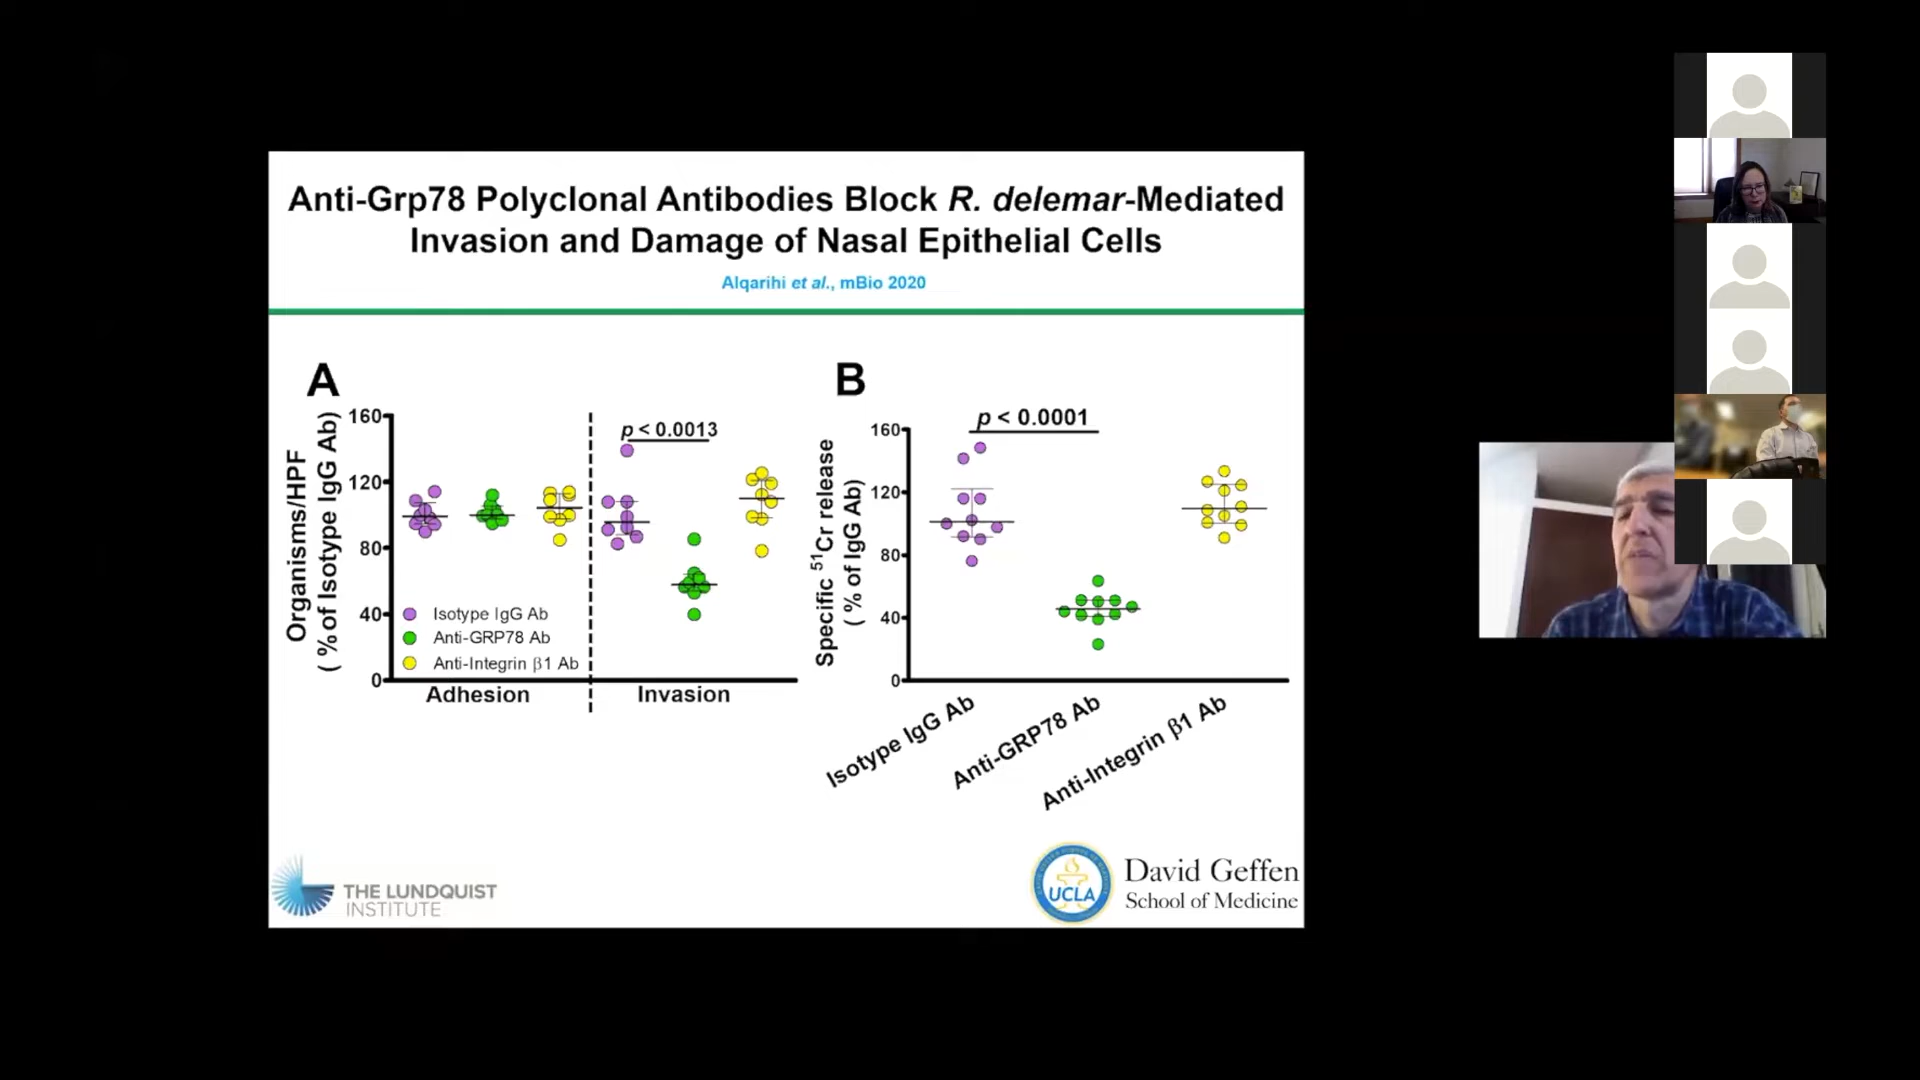 Anti-Grp78 Polyclonal Antibodies Block R. delemar-Mediated
Invasion and Damage of Nasal Epithelial Cells
Alqarihi et al., mBio 2020
A
Organisms/HPF
( % of Isotype IgG Ab)
160
120
80
40
0
p < 0.0013
Isotype IgG Ab
Anti-GRP78 Ab
Anti-Integrin β1 Ab
Adhesion
Invasion
B
Specific ⁵¹Cr release
( % of IgG Ab)
160
120
80
40
0
p < 0.0001
Isotype IgG Ab
Anti-GRP78 Ab
Anti-Integrin β1 Ab
THE LUNDQUIST
INSTITUTE
UCLA
David Geffen
School of Medicine